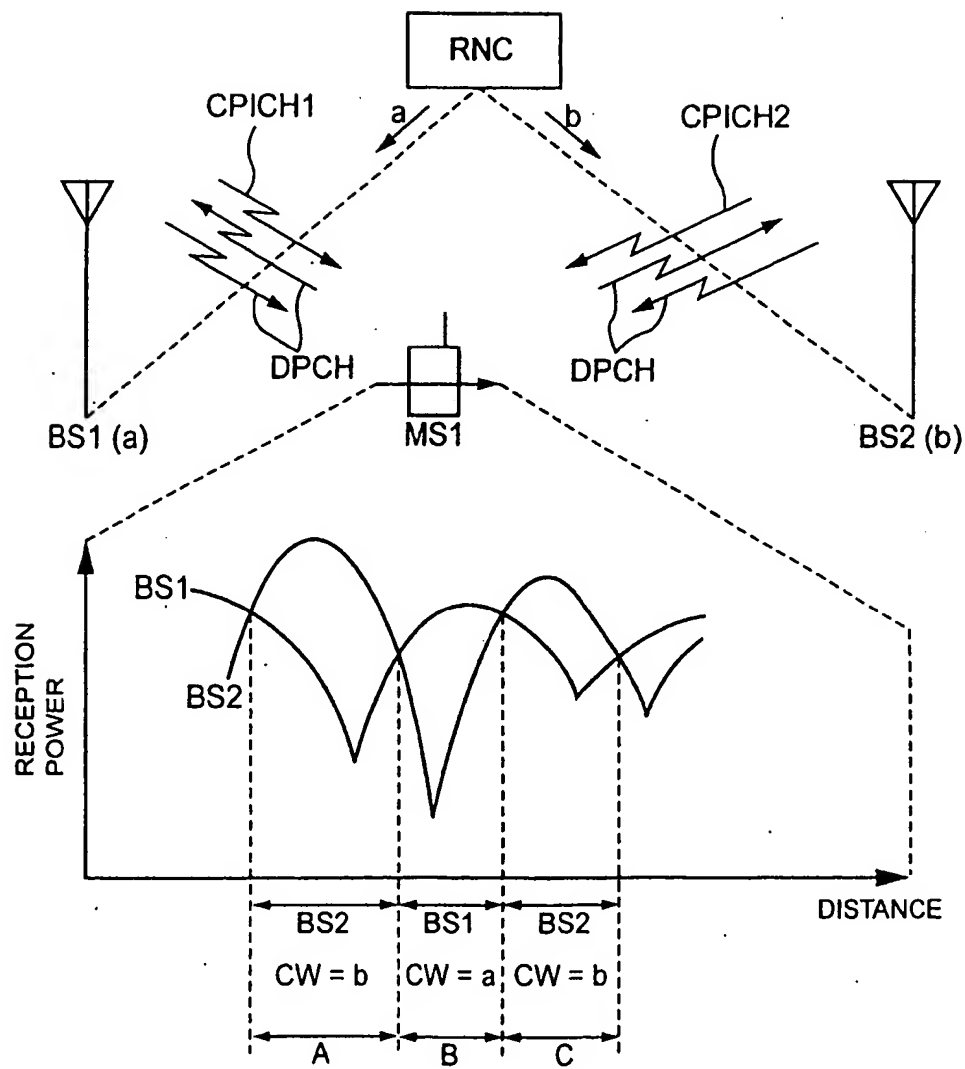 RNC
CPICH1
a
b
CPICH2
DPCH
DPCH
BS1 (a)
MS1
BS2 (b)
BS1
BS2
RECEPTION
POWER
DISTANCE
BS2
BS1
BS2
CW = b
CW = a
CW = b
A
B
C